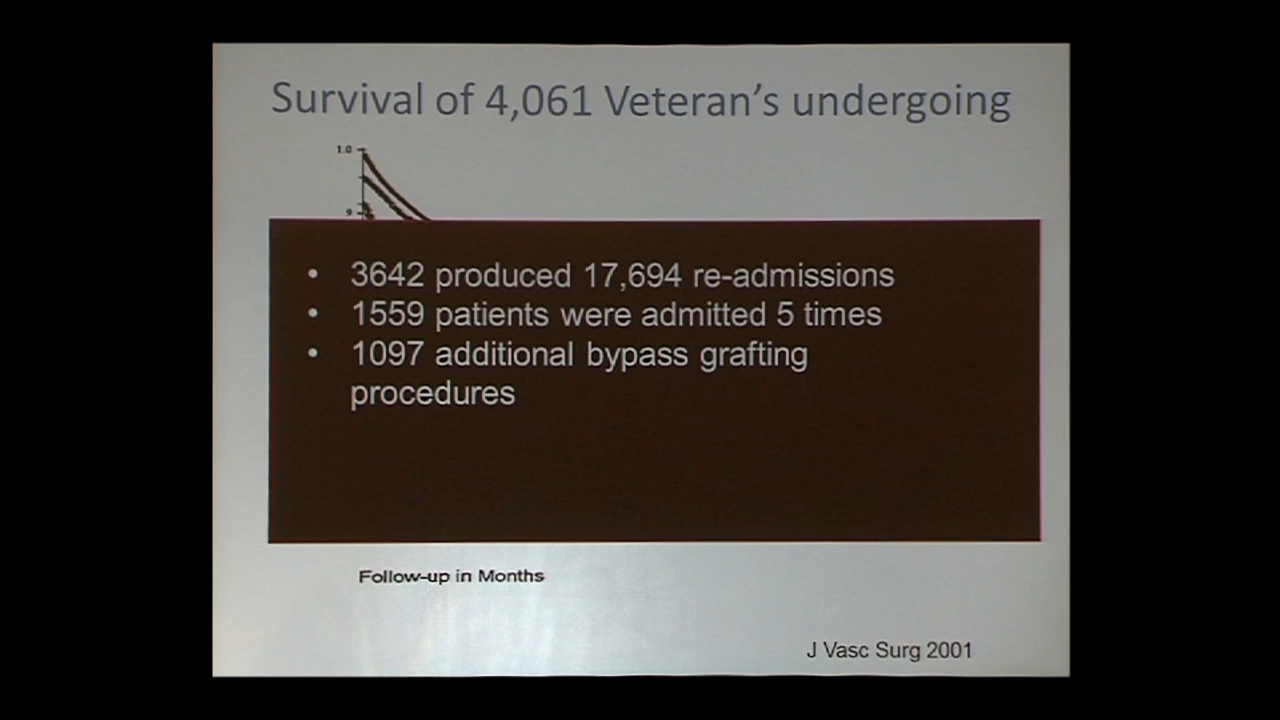 Survival of 4,061 Veteran’s undergoing
1.0
9
• 3642 produced 17,694 re-admissions
• 1559 patients were admitted 5 times
• 1097 additional bypass grafting
procedures
Follow-up in Months
J Vasc Surg 2001